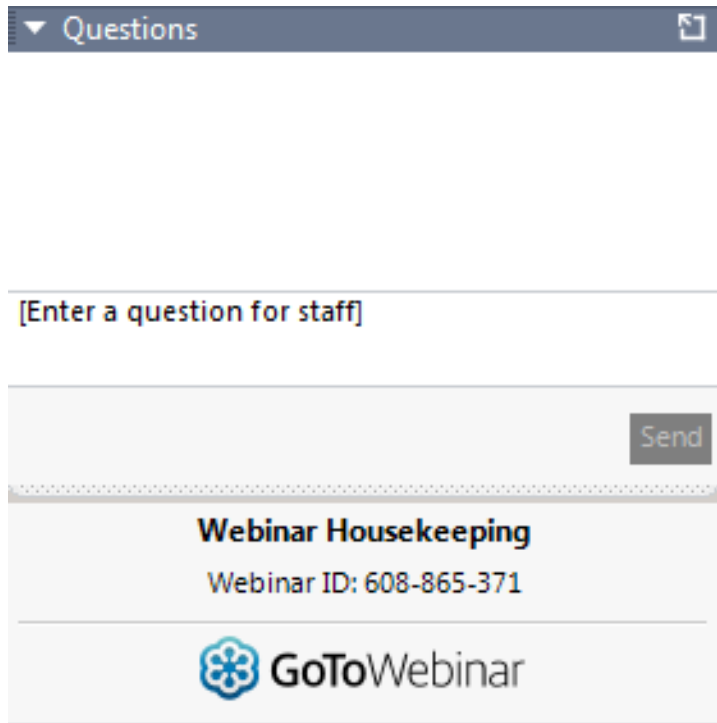 Questions
[Enter a question for staff]
Send
Webinar Housekeeping
Webinar ID: 608-865-371
GoToWebinar